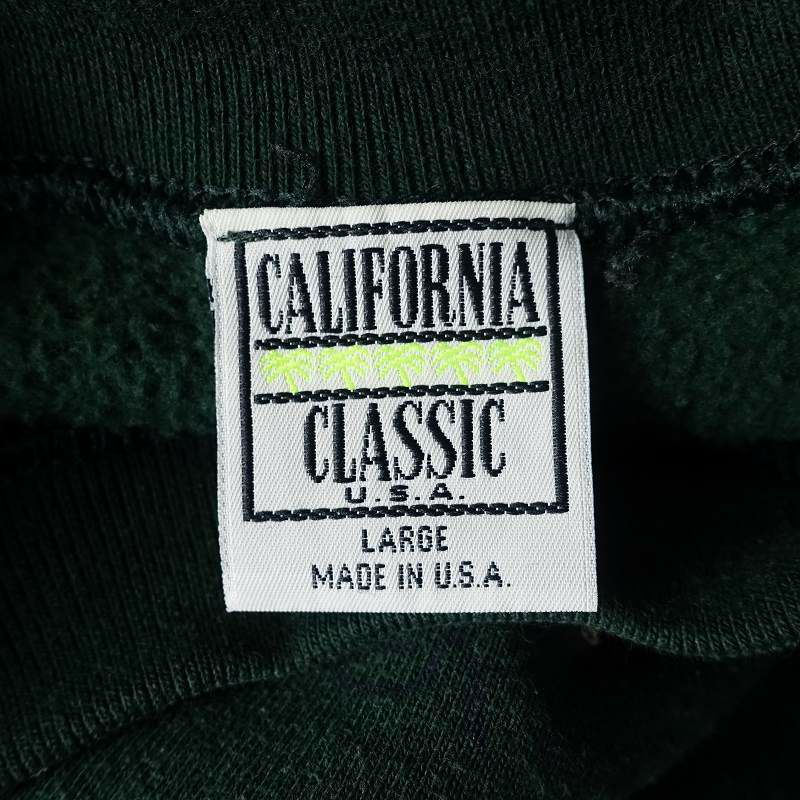 CALIFORNIA
CLASSIC
U.S.A.
LARGE
MADE IN U.S.A.